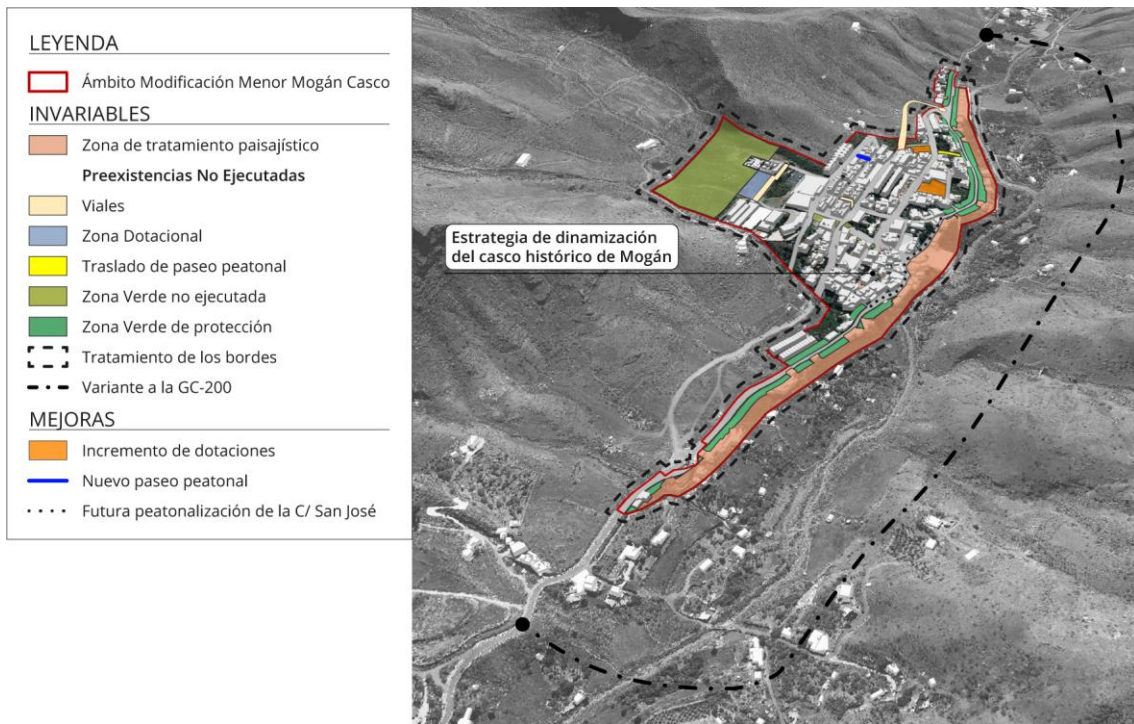 LEYENDA
Ámbito Modificación Menor Mogán Casco
INVARIABLES
Zona de tratamiento paisajístico
Preexistencias No Ejecutadas
Viales
Zona Dotacional
Traslado de paseo peatonal
Zona Verde no ejecutada
Zona Verde de protección
Tratamiento de los bordes
Variante a la GC-200
MEJORAS
Incremento de dotaciones
Nuevo paseo peatonal
Futura peatonalización de la C/ San José
Estrategia de dinamización
del casco histórico de Mogán